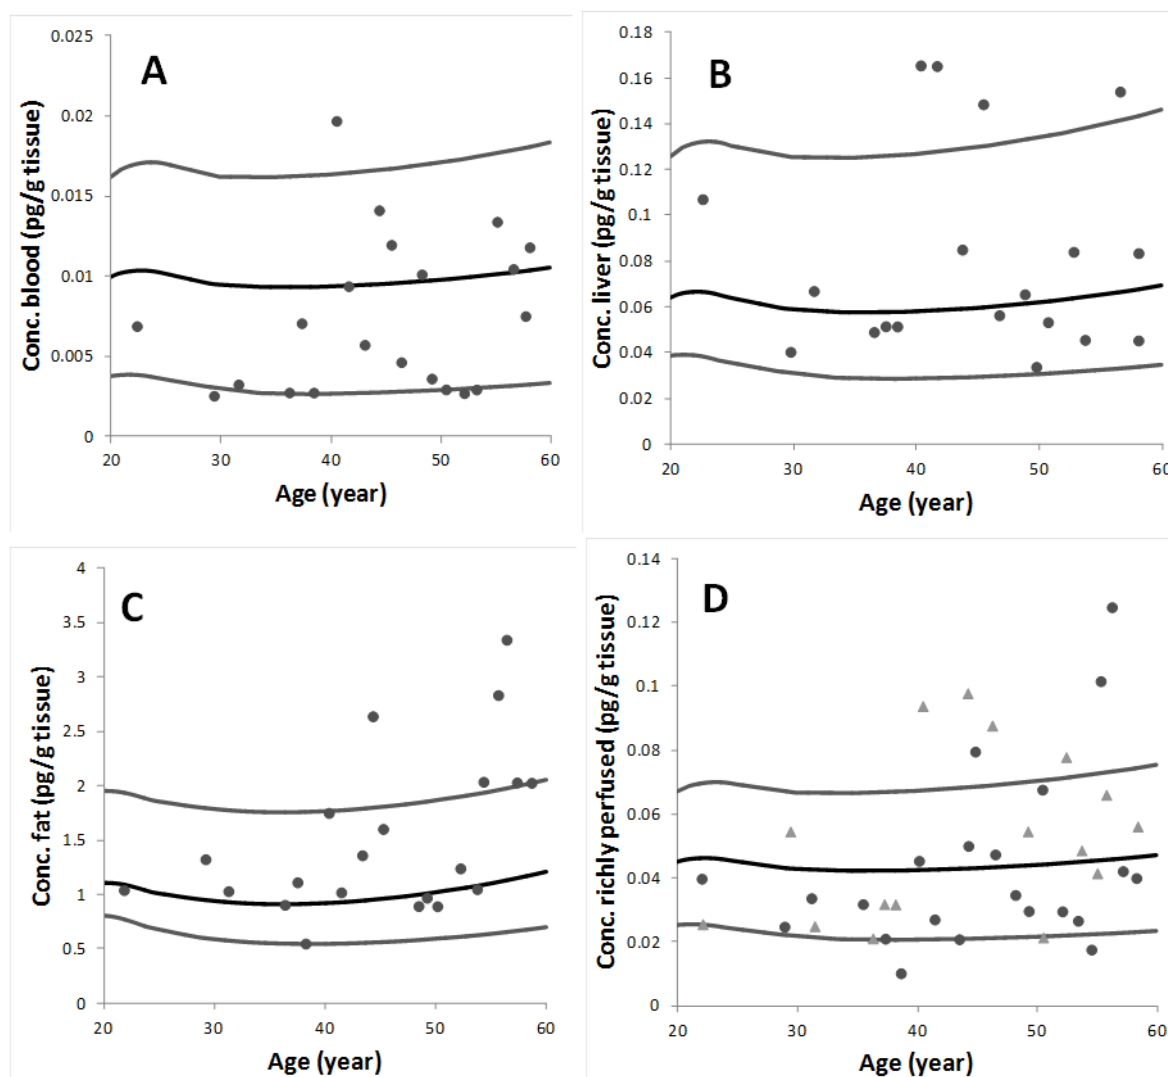 A
Conc. blood (pg/g tissue)
0.025
0.02
0.015
0.01
0.005
0
20 30 40 50 60
Age (year)
B
Conc. liver (pg/g tissue)
0.18
0.16
0.14
0.12
0.1
0.08
0.06
0.04
0.02
0
20 30 40 50 60
Age (year)
C
Conc. fat (pg/g tissue)
4
3.5
3
2.5
2
1.5
1
0.5
0
20 30 40 50 60
Age (year)
D
Conc. richly perfused (pg/g tissue)
0.14
0.12
0.1
0.08
0.06
0.04
0.02
0
20 30 40 50 60
Age (year)